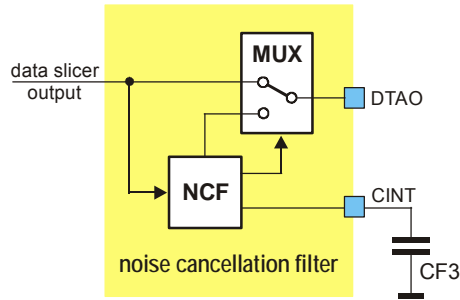 MUX
data slicer
output
DTAO
NCF
CINT
noise cancellation filter
CF3